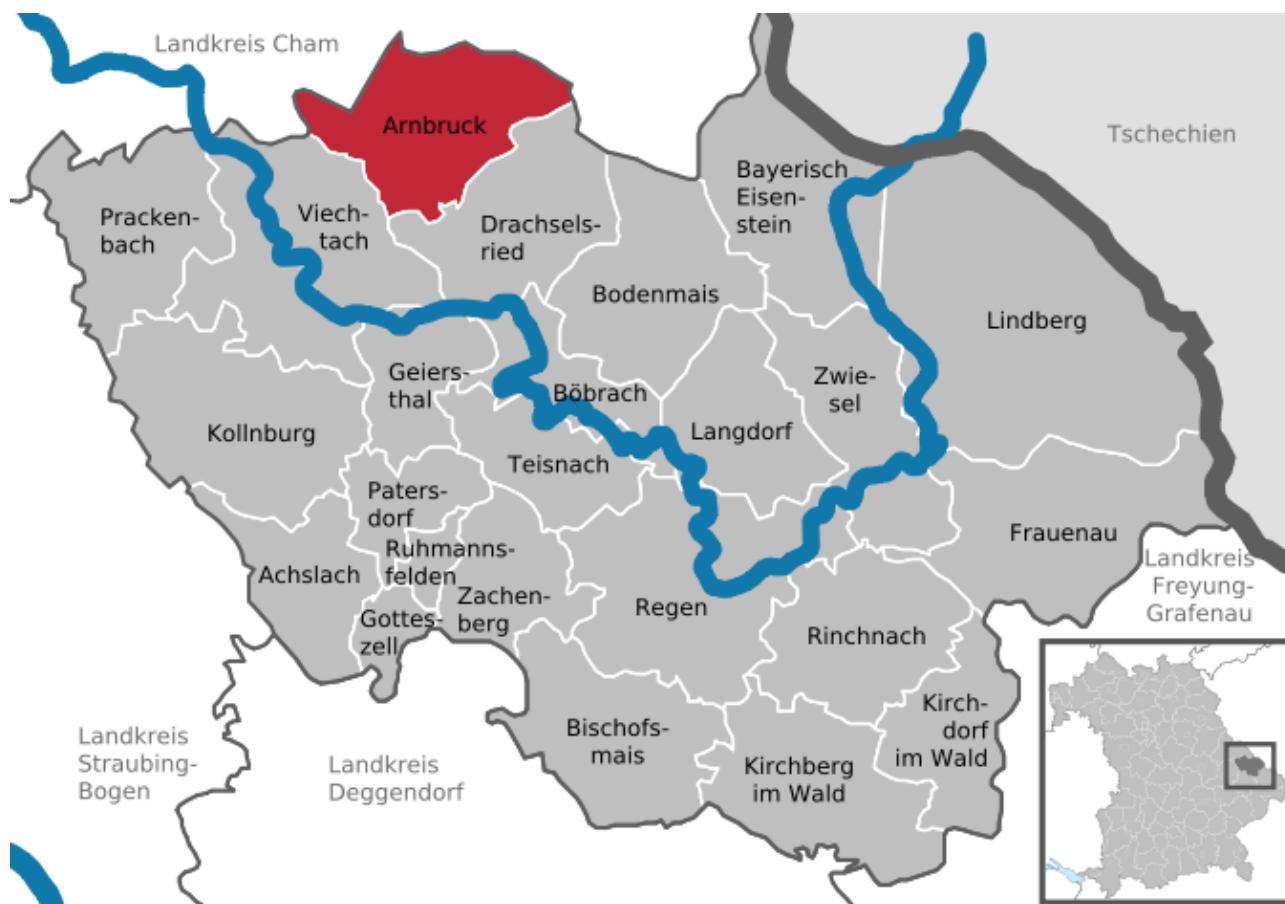 Landkreis Cham
Arnbruck
Tschechien
Bayerisch
Eisen-
stein
Pracken-
bach
Viech-
tach
Drachsels-
ried
Bodenmais
Lindberg
Geiers-
thal
Böbrach
Zwie-
sel
Kollnburg
Langdorf
Teisnach
Paters-
dorf
Frauenau
Ruhmanns-
felden
Achslach
Zachen-
berg
Gottes-
zell
Regen
Rinchnach
Landkreis
Freyung-
Grafenau
Kirch-
dorf
im Wald
Bischofs-
mais
Kirchberg
im Wald
Landkreis
Straubing-
Bogen
Landkreis
Deggendorf